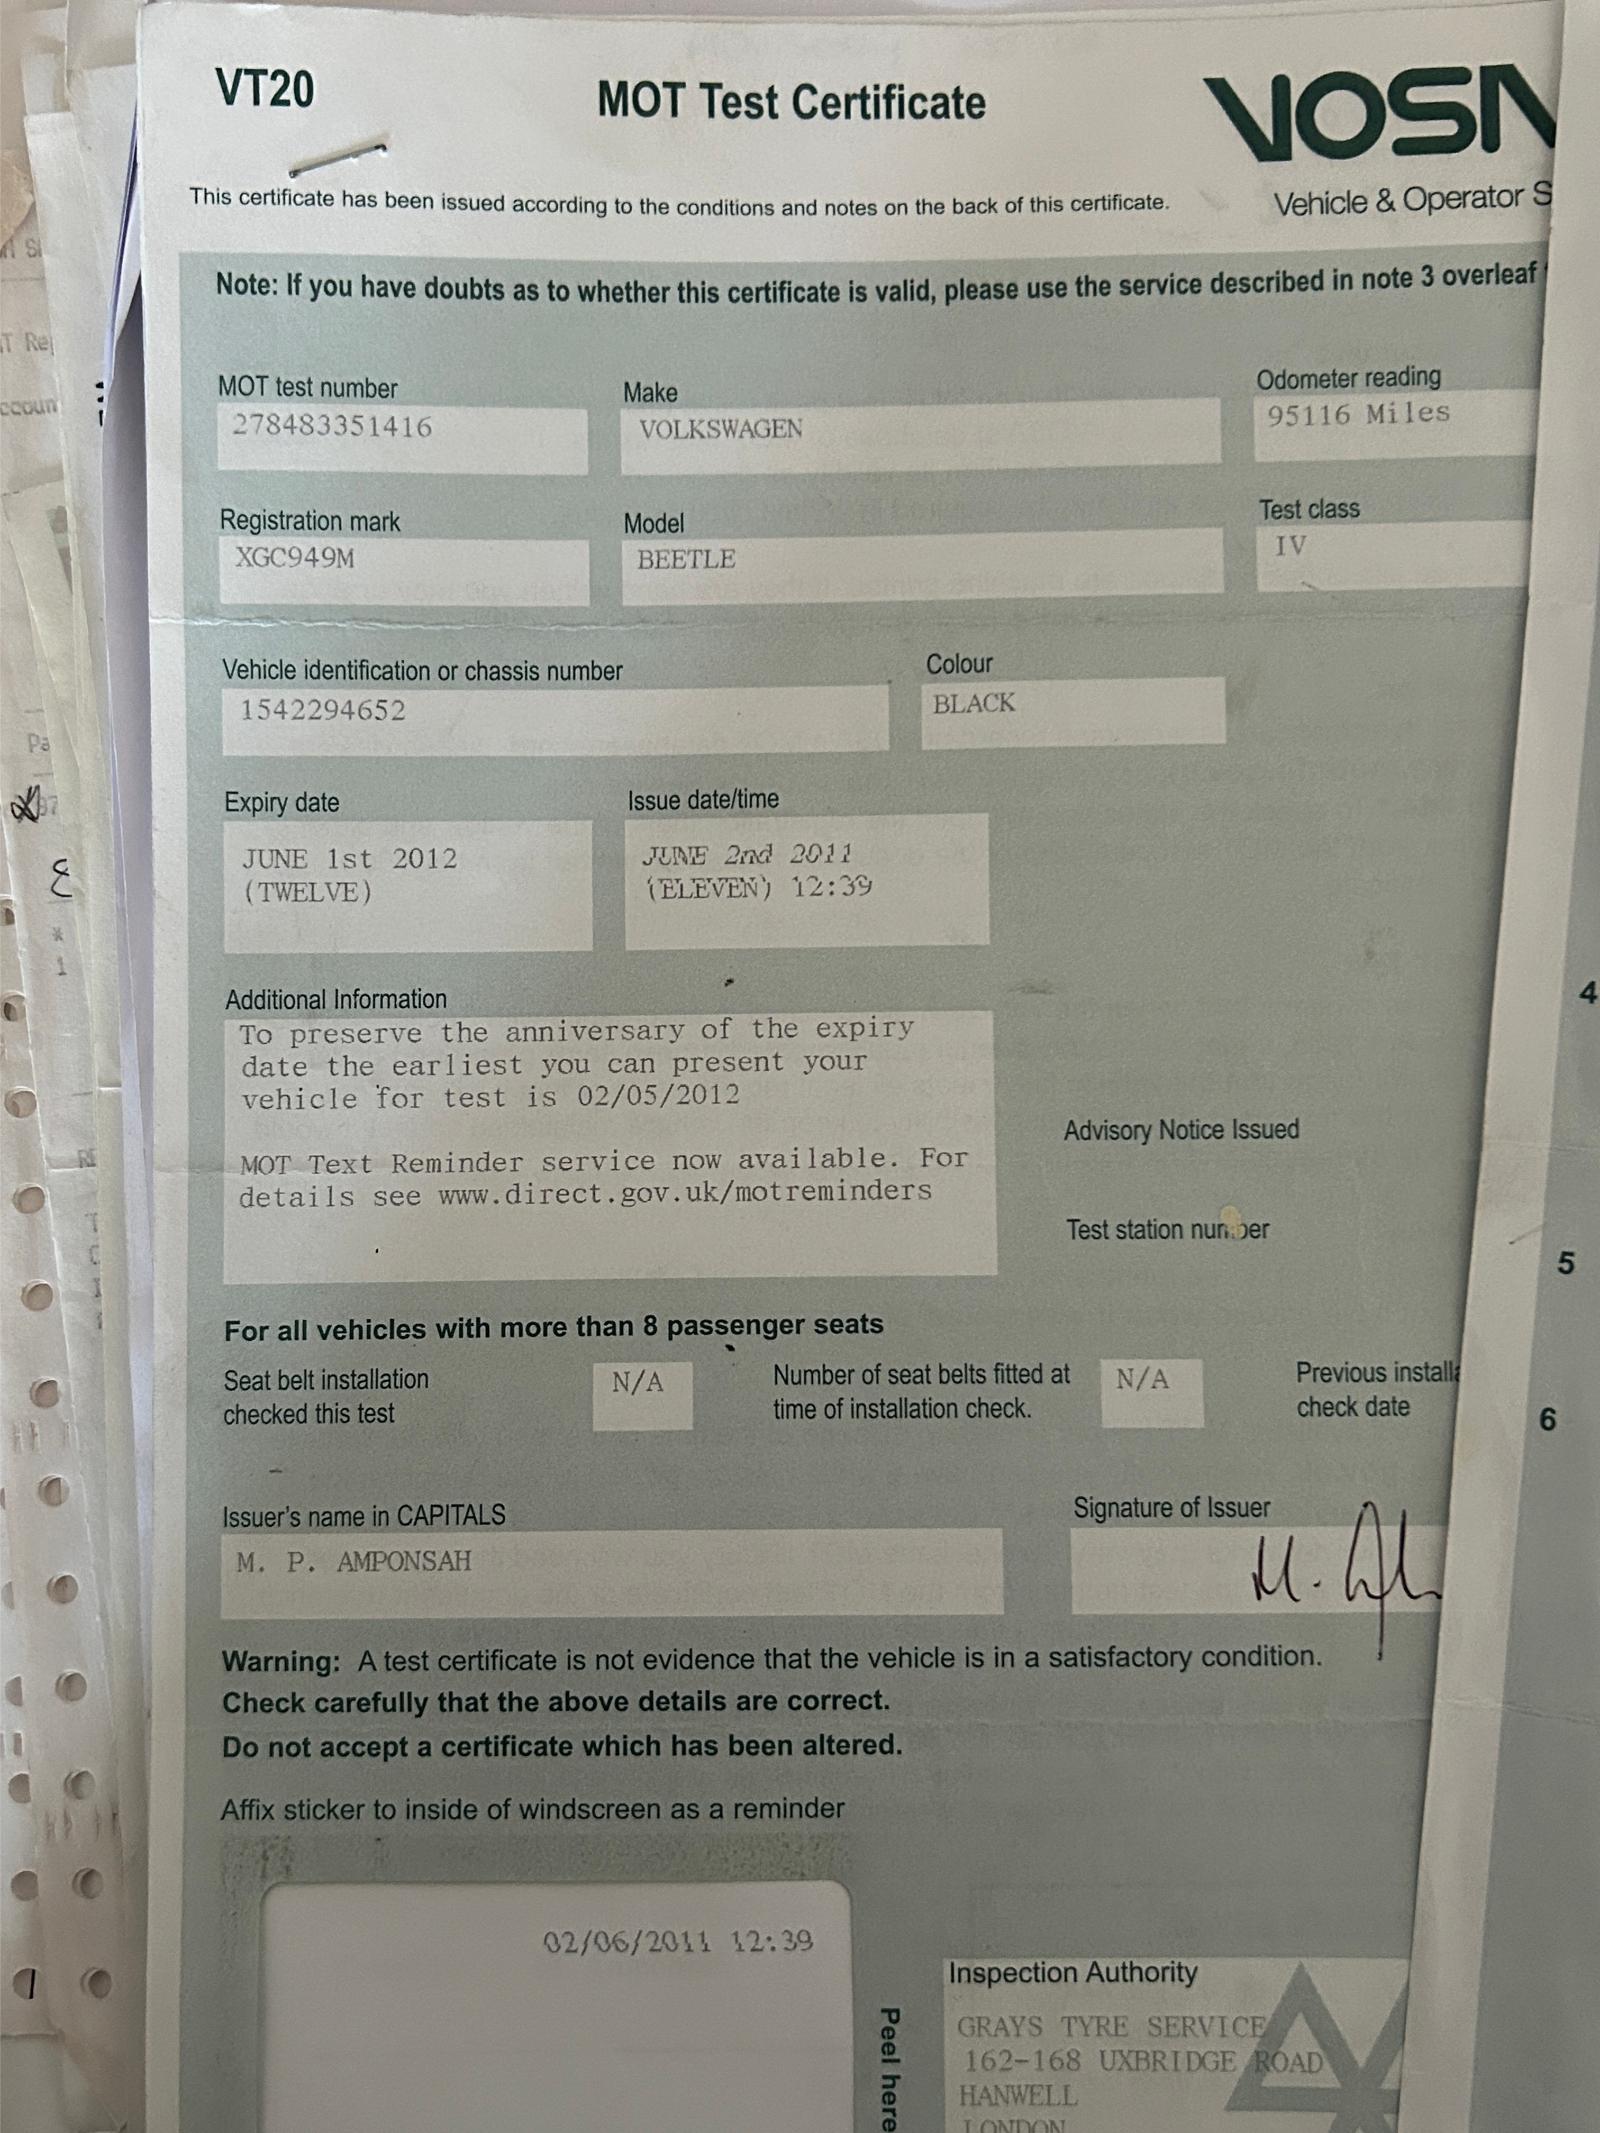 VT20
MOT Test Certificate
VOSA
Vehicle & Operator S
This certificate has been issued according to the conditions and notes on the back of this certificate.
Note: If you have doubts as to whether this certificate is valid, please use the service described in note 3 overleaf
MOT test number
278483351416
Make
VOLKSWAGEN
Odometer reading
95116 Miles
Registration mark
XGC949M
Model
BEETLE
Test class
IV
Vehicle identification or chassis number
1542294652
Colour
BLACK
Expiry date
JUNE 1st 2012
(TWELVE)
Issue date/time
JUNE 2nd 2011
(ELEVEN) 12:39
Additional Information
To preserve the anniversary of the expiry
date the earliest you can present your
vehicle for test is 02/05/2012
MOT Text Reminder service now available. For
details see www.direct.gov.uk/motreminders
Advisory Notice Issued
Test station number
4
5
6
For all vehicles with more than 8 passenger seats
Seat belt installation
checked this test
N/A
Number of seat belts fitted at
time of installation check.
N/A
Previous installa
check date
Issuer's name in CAPITALS
M. P. AMPONSAH
Signature of Issuer
Warning: A test certificate is not evidence that the vehicle is in a satisfactory condition.
Check carefully that the above details are correct.
Do not accept a certificate which has been altered.
Affix sticker to inside of windscreen as a reminder
02/06/2011 12:39
Peel here
Inspection Authority
GRAYS TYRE SERVICE
162-168 UXBRIDGE ROAD
HANWELL
LONDON